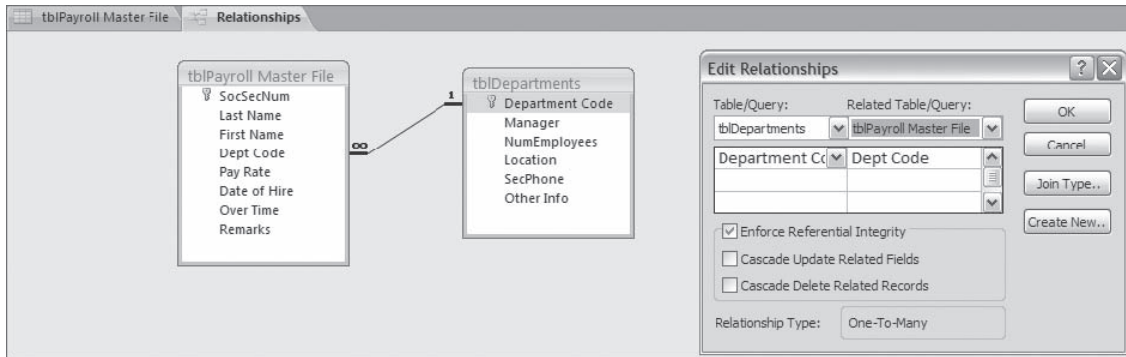 tblPayroll Master File
Relationships
tblPayroll Master File
SocSecNum
Last Name
First Name
Dept Code
Pay Rate
Date of Hire
Over Time
Remarks
∞
1
tblDepartments
Department Code
Manager
NumEmployees
Location
SecPhone
Other Info
Edit Relationships
?
Table/Query: Related Table/Query:
tblDepartments tblPayroll Master File
Department Co Dept Code
Enforce Referential Integrity
Cascade Update Related Fields
Cascade Delete Related Records
Relationship Type: One-To-Many
OK
Cancel
Join Type..
Create New..